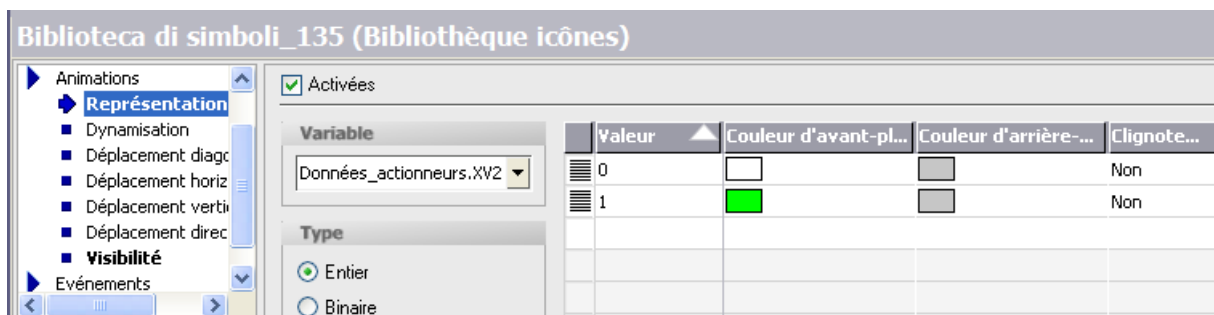 Biblioteca di simboli_135 (Bibliothèque icônes)
Animations
Représentation
Dynamisation
Déplacement diago
Déplacement horiz
Déplacement verti
Déplacement direc
Visibilité
Evénements
Activées
Variable
Données_actionneurs.XV2
Type
Entier
Binaire
Valeur Couleur d'avant-pl... Couleur d'arrière-... Clignote...
0 Non
1 Non